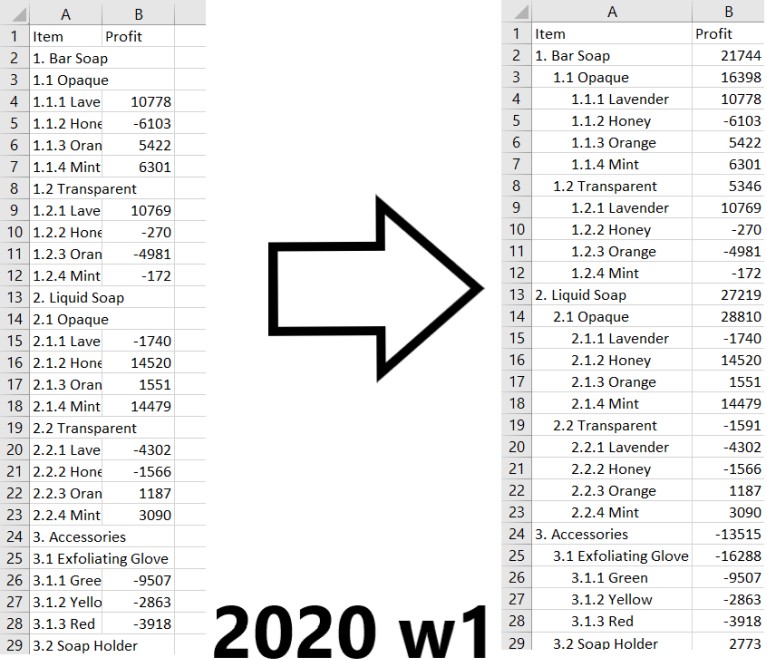 A B
1 Item Profit
2 1. Bar Soap
3 1.1 Opaque
4 1.1.1 Lave 10778
5 1.1.2 Hone -6103
6 1.1.3 Oran 5422
7 1.1.4 Mint 6301
8 1.2 Transparent
9 1.2.1 Lave 10769
10 1.2.2 Hone -270
11 1.2.3 Oran -4981
12 1.2.4 Mint -172
13 2. Liquid Soap
14 2.1 Opaque
15 2.1.1 Lave -1740
16 2.1.2 Hone 14520
17 2.1.3 Oran 1551
18 2.1.4 Mint 14479
19 2.2 Transparent
20 2.2.1 Lave -4302
21 2.2.2 Hone -1566
22 2.2.3 Oran 1187
23 2.2.4 Mint 3090
24 3. Accessories
25 3.1 Exfoliating Glove
26 3.1.1 Gree -9507
27 3.1.2 Yello -2863
28 3.1.3 Red -3918
29 3.2 Soap Holder
2020 w1
A B
1 Item Profit
2 1. Bar Soap 21744
3 1.1 Opaque 16398
4 1.1.1 Lavender 10778
5 1.1.2 Honey -6103
6 1.1.3 Orange 5422
7 1.1.4 Mint 6301
8 1.2 Transparent 5346
9 1.2.1 Lavender 10769
10 1.2.2 Honey -270
11 1.2.3 Orange -4981
12 1.2.4 Mint -172
13 2. Liquid Soap 27219
14 2.1 Opaque 28810
15 2.1.1 Lavender -1740
16 2.1.2 Honey 14520
17 2.1.3 Orange 1551
18 2.1.4 Mint 14479
19 2.2 Transparent -1591
20 2.2.1 Lavender -4302
21 2.2.2 Honey -1566
22 2.2.3 Orange 1187
23 2.2.4 Mint 3090
24 3. Accessories -13515
25 3.1 Exfoliating Glove -16288
26 3.1.1 Green -9507
27 3.1.2 Yellow -2863
28 3.1.3 Red -3918
29 3.2 Soap Holder 2773